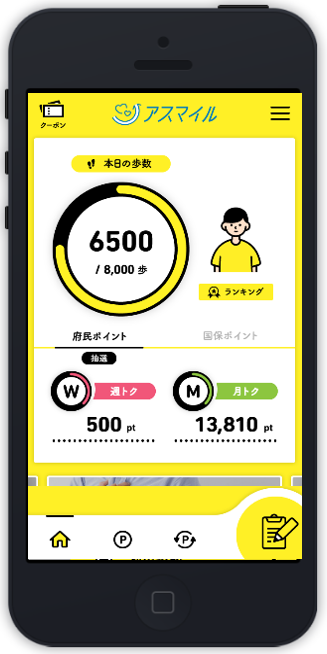 クーポン
アスマイル
本日の歩数
6500
/ 8,000 歩
ランキング
府民ポイント
国保ポイント
抽選
W 週トク
M 月トク
500 pt
13,810 pt
P
P